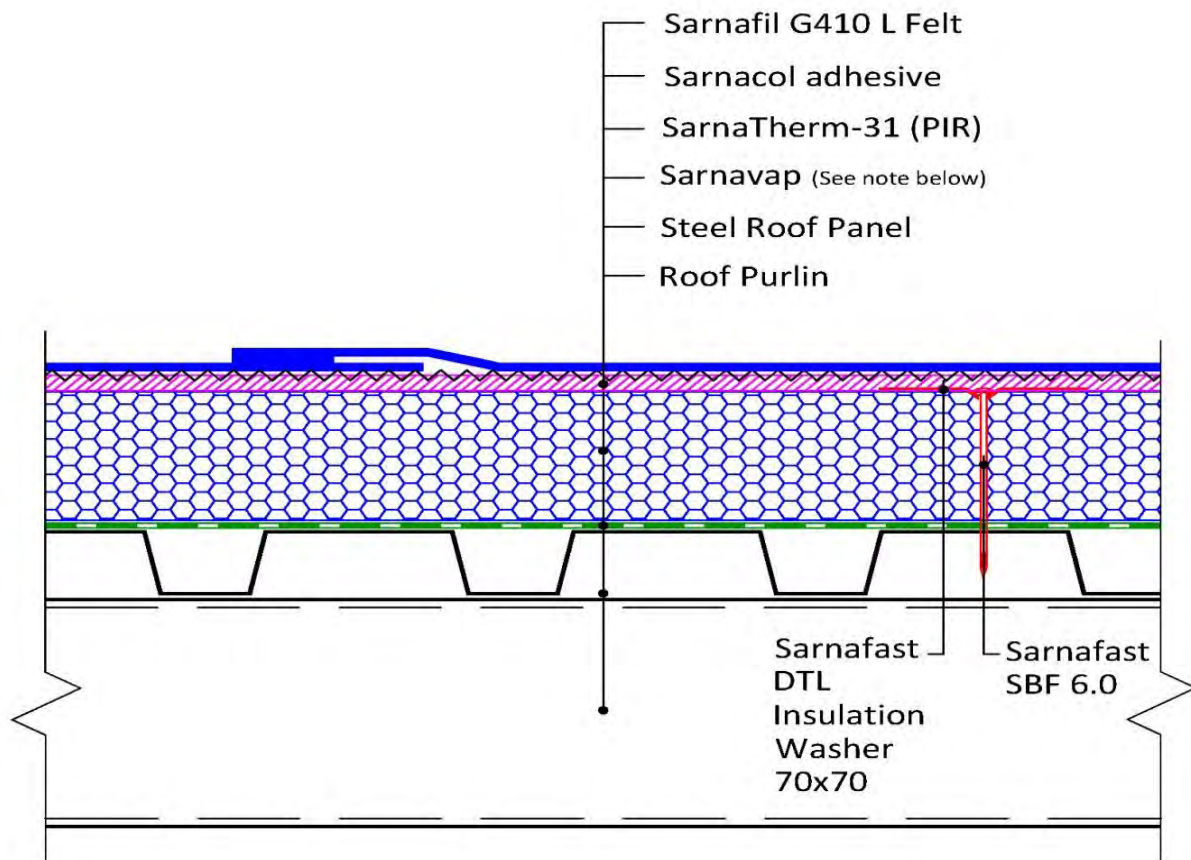 Sarnafil G410 L Felt
Sarnacol adhesive
SarnaTherm-31 (PIR)
Sarnavap (See note below)
Steel Roof Panel
Roof Purlin
Sarnafast
DTL
Insulation
Washer
70x70
Sarnafast
SBF 6.0